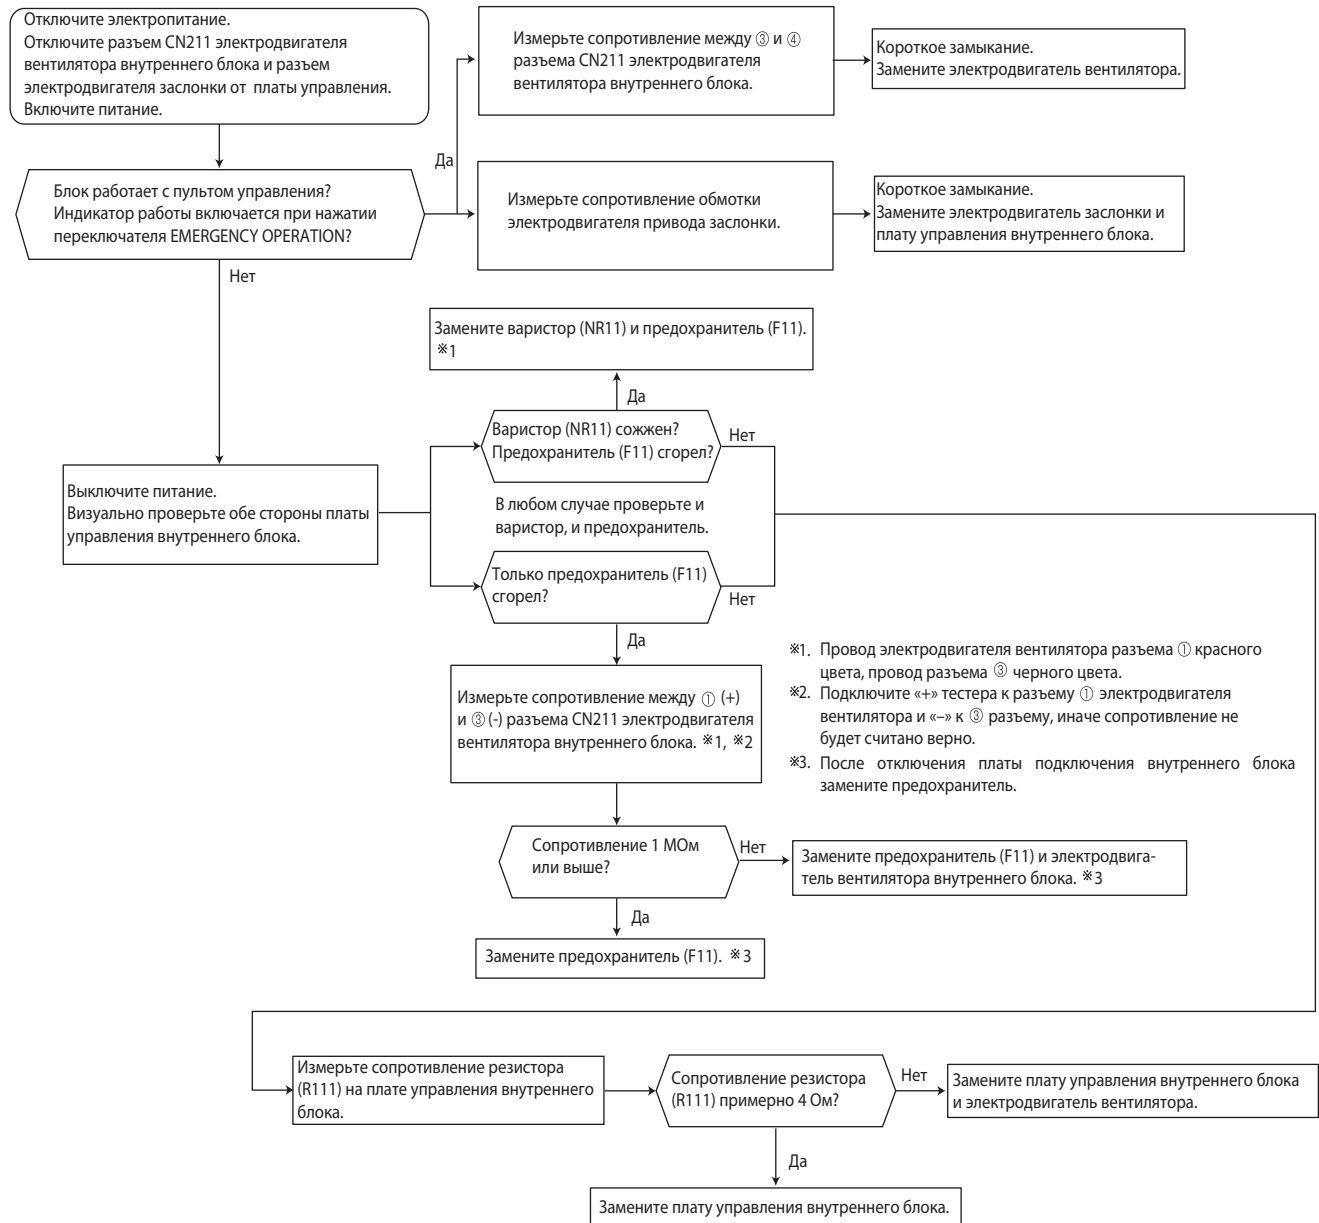 Отключите электропитание.
Отключите разъем CN211 электродвигателя
вентилятора внутреннего блока и разъем
электродвигателя заслонки от платы управления.
Включите питание.
Измерьте сопротивление между ③ и ④
разъема CN211 электродвигателя
вентилятора внутреннего блока.
Короткое замыкание.
Замените электродвигатель вентилятора.
Да
Блок работает с пультом управления?
Индикатор работы включается при нажатии
переключателя EMERGENCY OPERATION?
Измерьте сопротивление обмотки
электродвигателя привода заслонки.
Короткое замыкание.
Замените электродвигатель заслонки и
плату управления внутреннего блока.
Нет
Замените варистор (NR11) и предохранитель (F11).
※1
Да
Варистор (NR11) сожжен?
Предохранитель (F11) сгорел?
Нет
Выключите питание.
Визуально проверьте обе стороны платы
управления внутреннего блока.
В любом случае проверьте и
варистор, и предохранитель.
Только предохранитель (F11)
сгорел?
Нет
Да
Измерьте сопротивление между ① (+)
и ③ (-) разъема CN211 электродвигателя
вентилятора внутреннего блока. ※1, ※2
※1. Провод электродвигателя вентилятора разъема ① красного
цвета, провод разъема ③ черного цвета.
※2. Подключите «+» тестера к разъему ① электродвигателя
вентилятора и «–» к ③ разъему, иначе сопротивление не
будет считано верно.
※3. После отключения платы подключения внутреннего блока
замените предохранитель.
Сопротивление 1 МОм
или выше?
Нет
Замените предохранитель (F11) и электродвига-
тель вентилятора внутреннего блока. ※3
Да
Замените предохранитель (F11). ※3
Измерьте сопротивление резистора
(R111) на плате управления внутреннего
блока.
Сопротивление резистора
(R111) примерно 4 Ом?
Нет
Замените плату управления внутреннего блока
и электродвигатель вентилятора.
Да
Замените плату управления внутреннего блока.